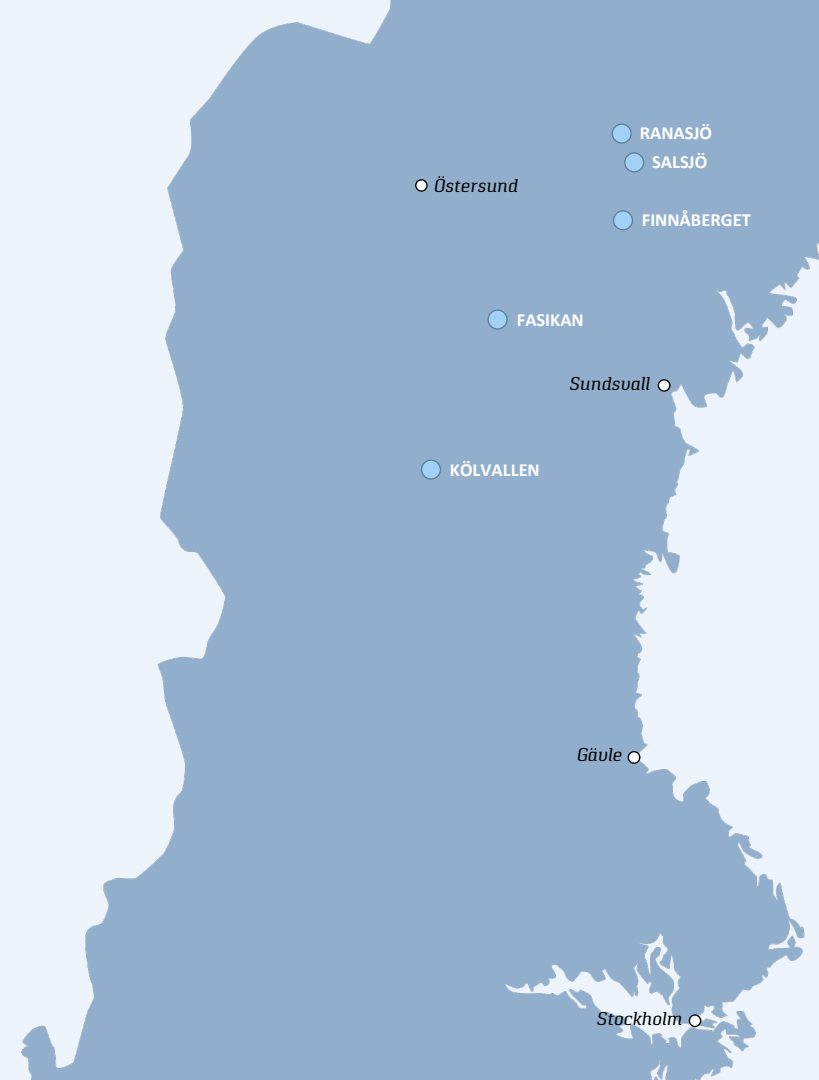 RANASJÖ
SALSJÖ
Östersund
FINNÅBERGET
FASIKAN
Sundsvall
KÖLVALLEN
Gävle
Stockholm